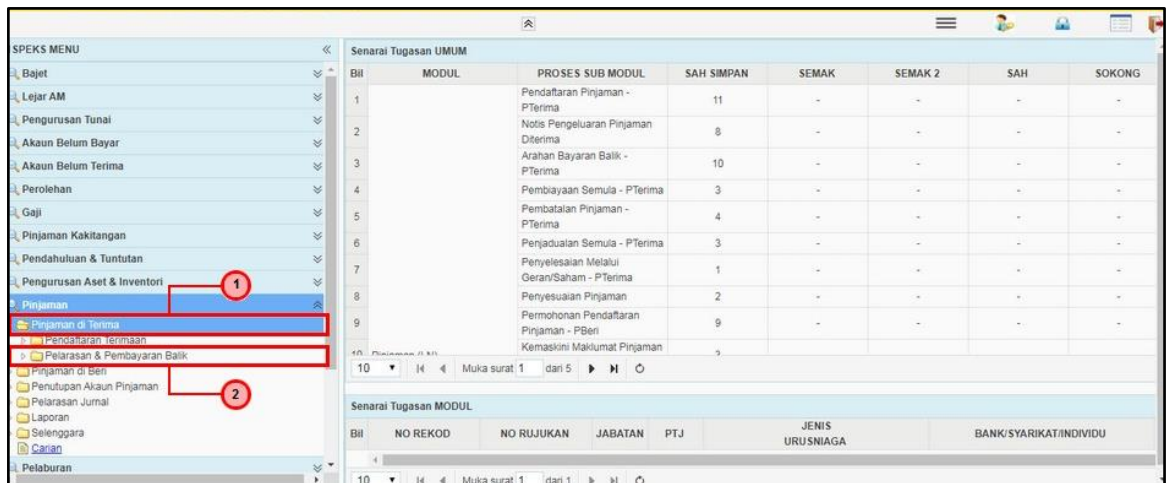 SPEKS MENU
Bajet
Lejar AM
Pengurusan Tunai
Akaun Belum Bayar
Akaun Belum Terima
Perolehan
Gaji
Pinjaman Kakitangan
Pendahuluan & Tuntutan
Pengurusan Aset & Inventori
1
Pinjaman
Pinjaman di Terima
Pendaftaran Terimaan
Pelarasan & Pembayaran Balik
Pinjaman di Beri
Penutupan Akaun Pinjaman
2
Pelarasan Jurnal
Laporan
Selenggara
Carian
Pelaburan
Senarai Tugasan UMUM
Bil MODUL PROSES SUB MODUL SAH SIMPAN SEMAK SEMAK 2 SAH SOKONG
1 Pendaftaran Pinjaman - PTerima 11 - - - -
2 Notis Pengeluaran Pinjaman Diterima 8 - - - -
3 Arahan Bayaran Balik - PTerima 10 - - - -
4 Pembiayaan Semula - PTerima 3 - - - -
5 Pembatalan Pinjaman - PTerima 4 - - - -
6 Penjadualan Semula - PTerima 3 - - - -
7 Penyelesaian Melalui Geran/Saham - PTerima 1 - - - -
8 Penyesuaian Pinjaman 2 - - - -
9 Permohonan Pendaftaran Pinjaman - PBeri 9 - - - -
10 Pinjaman (LN) Kemaskini Maklumat Pinjaman
10 Muka surat 1 dari 5
Senarai Tugasan MODUL
Bil NO REKOD NO RUJUKAN JABATAN PTJ JENIS URUSNIAGA BANK/SYARIKAT/INDIVIDU
10 Muka surat 1 dari 1